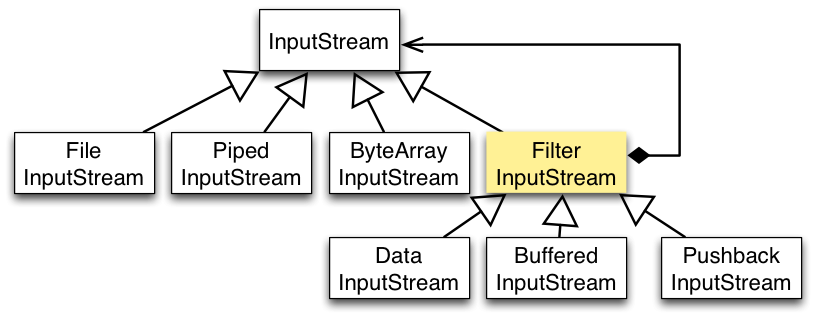 InputStream
File
InputStream
Piped
InputStream
ByteArray
InputStream
Filter
InputStream
Data
InputStream
Buffered
InputStream
Pushback
InputStream